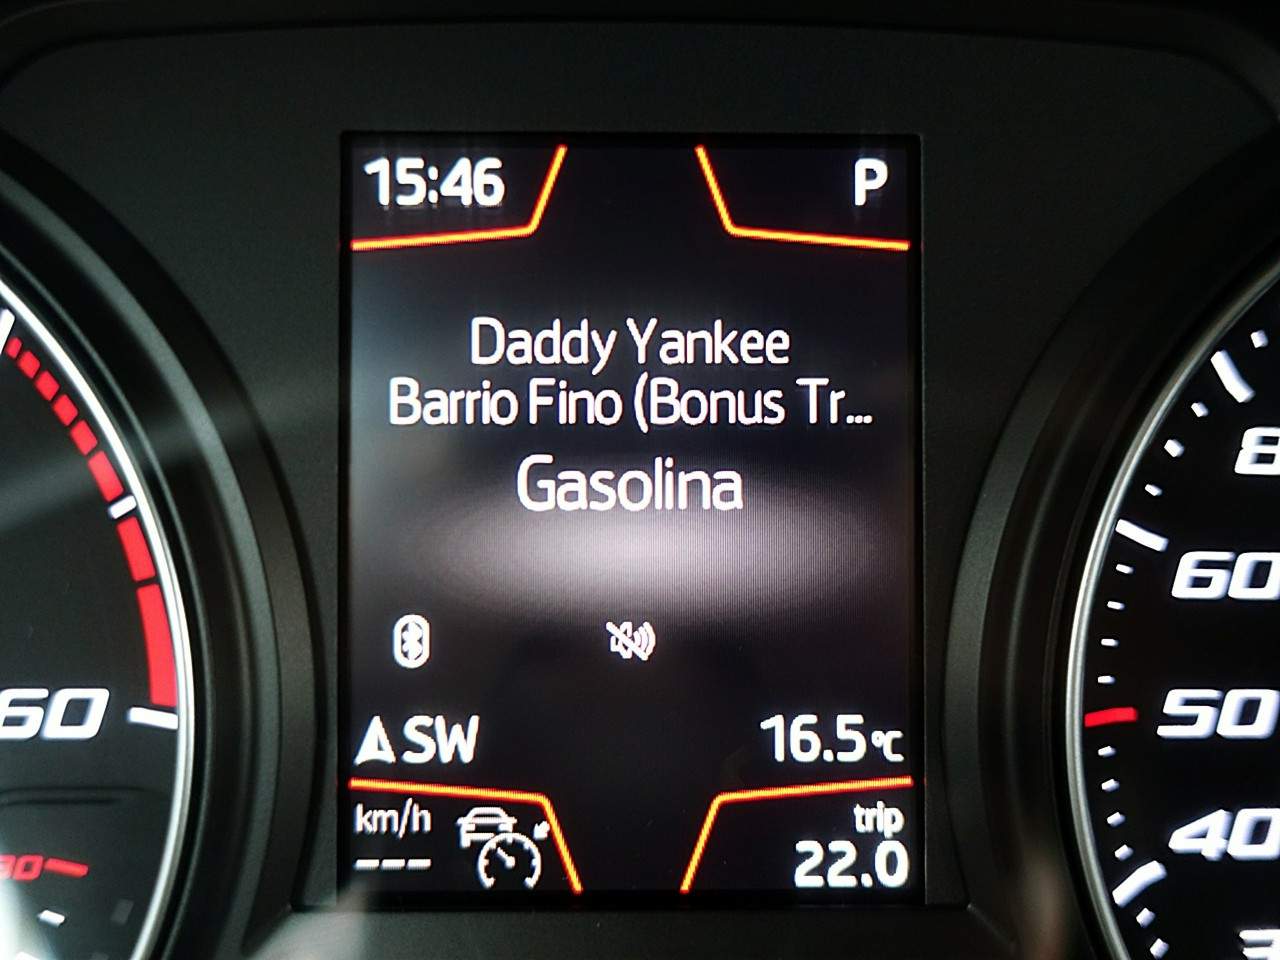 15:46 P
Daddy Yankee
Barrio Fino (Bonus Tr...
Gasolina
SW 16.5°C
km/h trip
--- 22.0
60
50
40
60